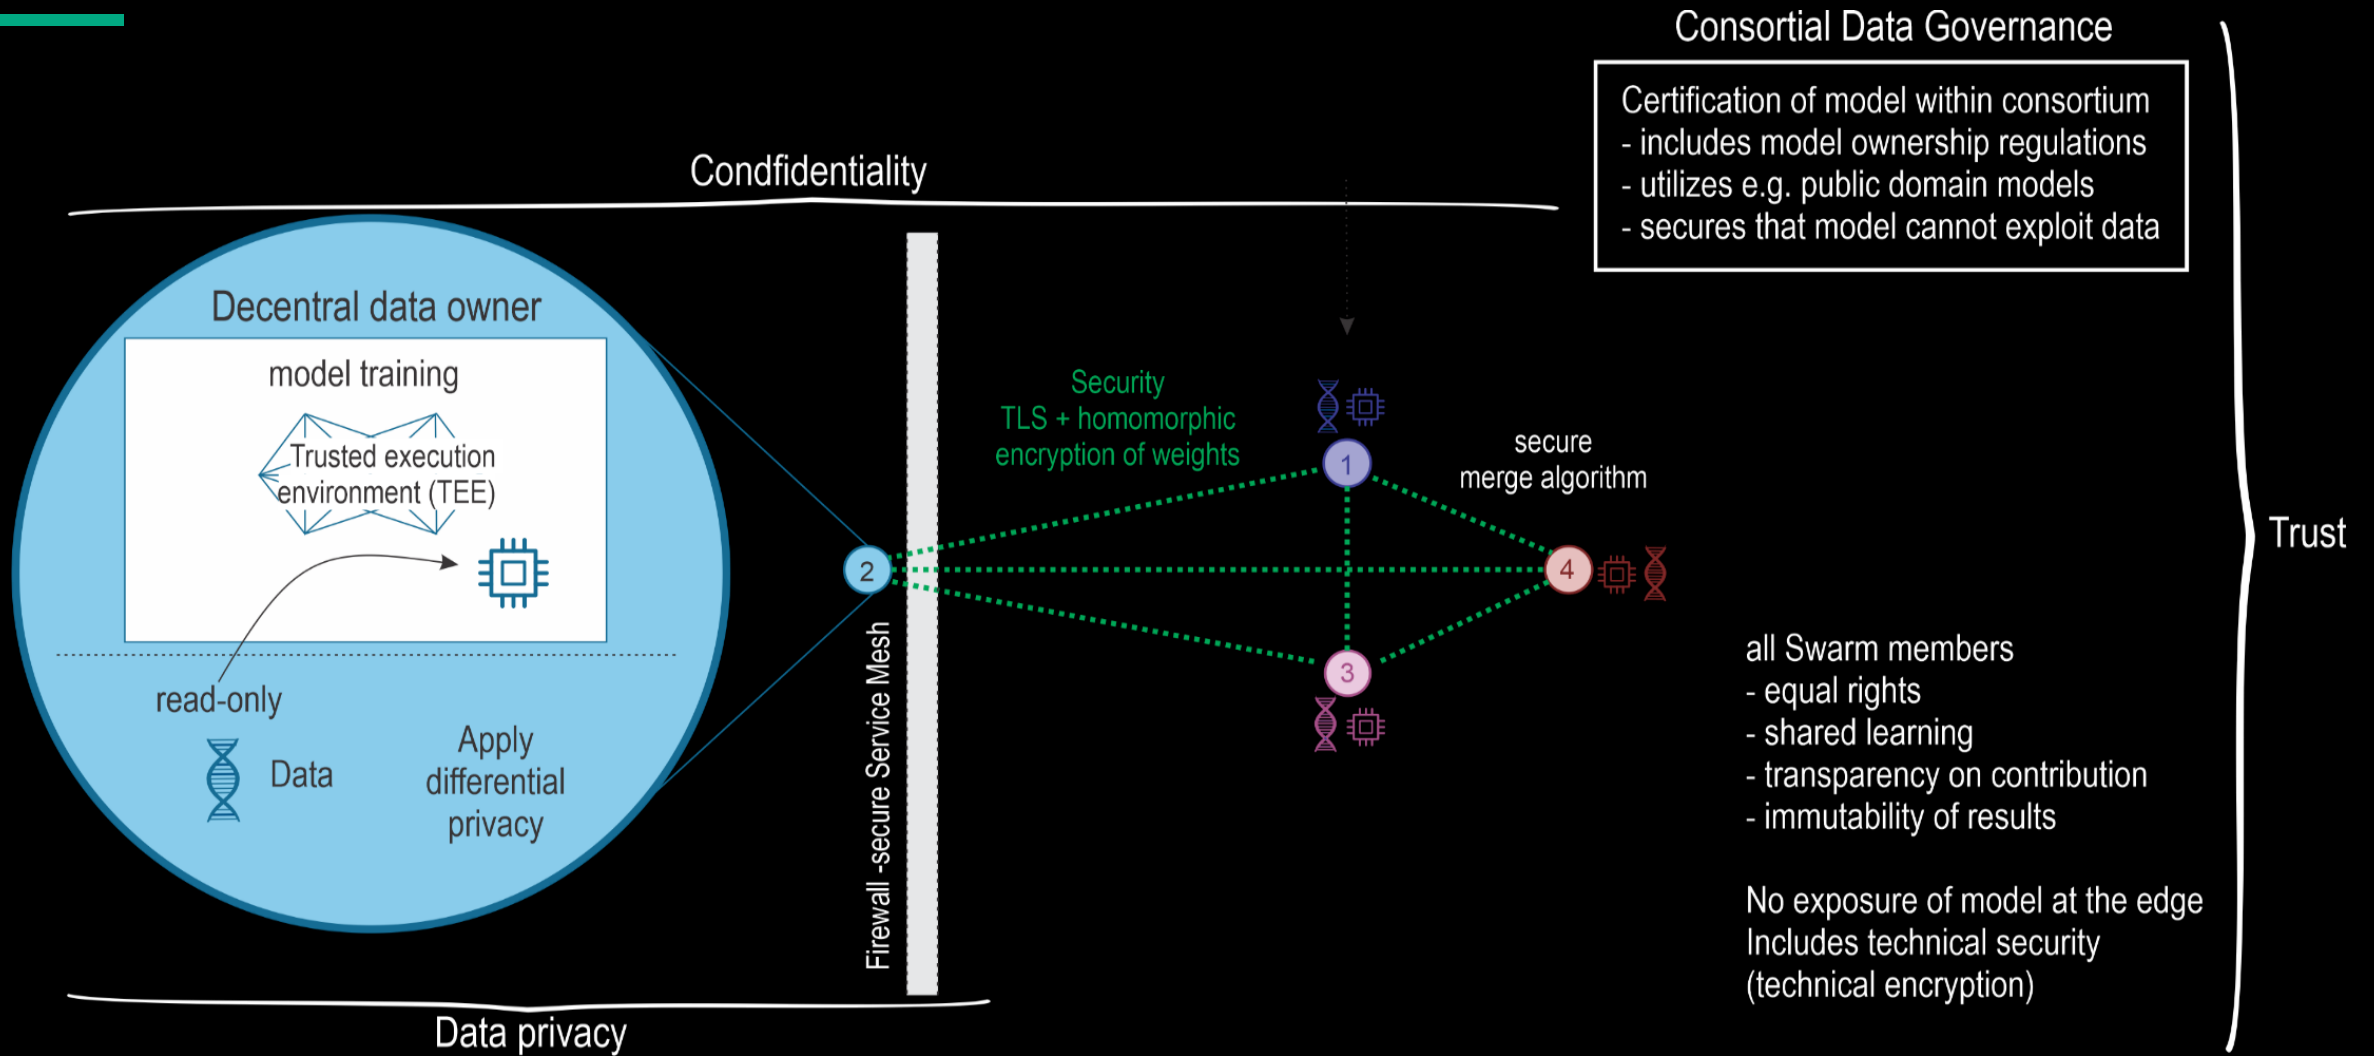 Consortial Data Governance
Certification of model within consortium
- includes model ownership regulations
- utilizes e.g. public domain models
- secures that model cannot exploit data
Condfidentiality
Decentral data owner
model training
Trusted execution
environment (TEE)
read-only
Data
Apply
differential
privacy
Data privacy
2
Firewall -secure Service Mesh
Security
TLS + homomorphic
encryption of weights
1
secure
merge algorithm
4
3
all Swarm members
- equal rights
- shared learning
- transparency on contribution
- immutability of results
No exposure of model at the edge
Includes technical security
(technical encryption)
Trust